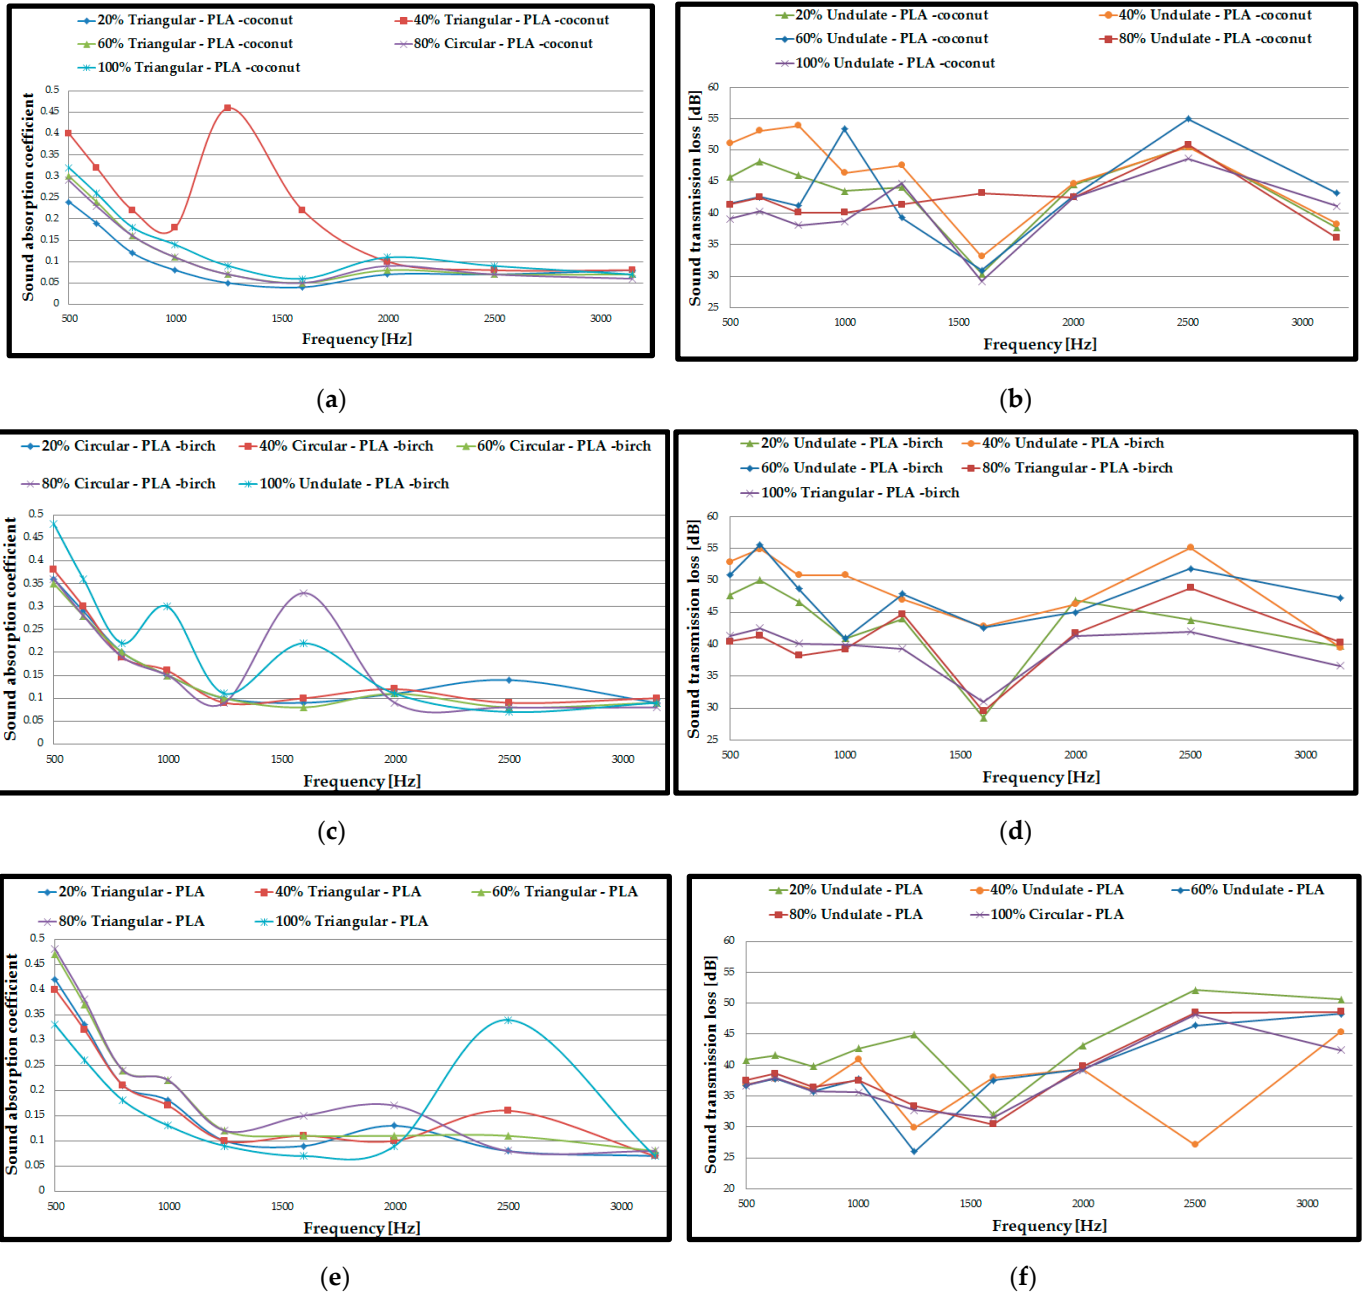 20% Triangular - PLA -coconut
40% Triangular - PLA -coconut
60% Triangular - PLA -coconut
80% Circular - PLA -coconut
100% Triangular - PLA -coconut
Sound absorption coefficient
0.5
0.45
0.4
0.35
0.3
0.25
0.2
0.15
0.1
0.05
0
500 1000 1500 2000 2500 3000
Frequency [Hz]
(a)
20% Undulate - PLA -coconut
40% Undulate - PLA -coconut
60% Undulate - PLA -coconut
80% Undulate - PLA -coconut
100% Undulate - PLA -coconut
Sound transmission loss [dB]
60
55
50
45
40
35
30
25
500 1000 1500 2000 2500 3000
Frequency [Hz]
(b)
20% Circular - PLA -birch
40% Circular - PLA -birch
60% Circular - PLA -birch
80% Circular - PLA -birch
100% Undulate - PLA -birch
Sound absorption coefficient
0.5
0.45
0.4
0.35
0.3
0.25
0.2
0.15
0.1
0.05
0
500 1000 1500 2000 2500 3000
Frequency [Hz]
(c)
20% Undulate - PLA -birch
40% Undulate - PLA -birch
60% Undulate - PLA -birch
80% Triangular - PLA -birch
100% Triangular - PLA -birch
Sound transmission loss [dB]
60
55
50
45
40
35
30
25
500 1000 1500 2000 2500 3000
Frequency [Hz]
(d)
20% Triangular - PLA
40% Triangular - PLA
60% Triangular - PLA
80% Triangular - PLA
100% Triangular - PLA
Sound absorption coefficient
0.5
0.45
0.4
0.35
0.3
0.25
0.2
0.15
0.1
0.05
0
500 1000 1500 2000 2500 3000
Frequency [Hz]
(e)
20% Undulate - PLA
40% Undulate - PLA
60% Undulate - PLA
80% Undulate - PLA
100% Circular - PLA
Sound transmission loss [dB]
60
55
50
45
40
35
30
25
20
500 1000 1500 2000 2500 3000
Frequency [Hz]
(f)